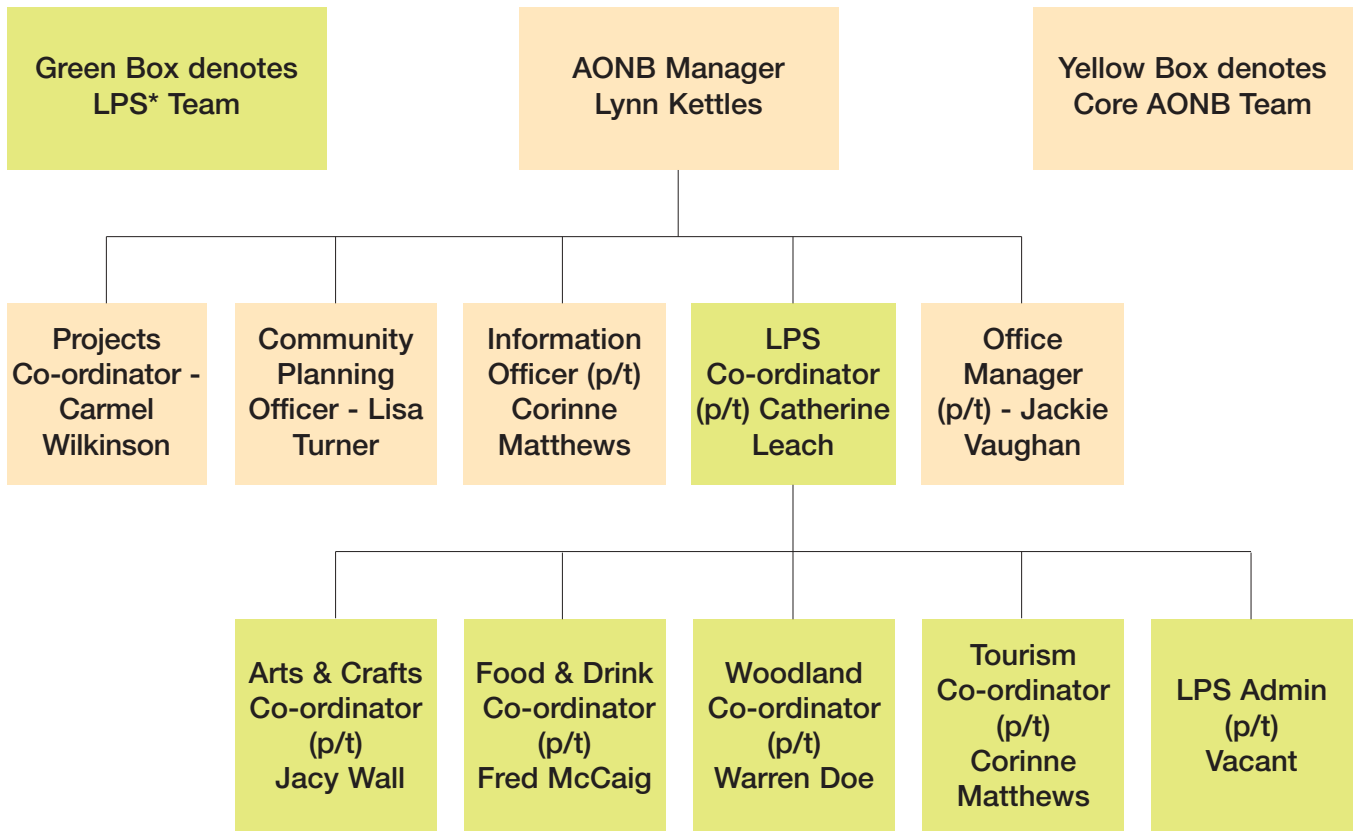 Green Box denotes
LPS* Team
AONB Manager
Lynn Kettles
Yellow Box denotes
Core AONB Team
Projects
Co-ordinator -
Carmel
Wilkinson
Community
Planning
Officer - Lisa
Turner
Information
Officer (p/t)
Corinne
Matthews
LPS
Co-ordinator
(p/t) Catherine
Leach
Office
Manager
(p/t) - Jackie
Vaughan
Arts & Crafts
Co-ordinator
(p/t)
Jacy Wall
Food & Drink
Co-ordinator
(p/t)
Fred McCaig
Woodland
Co-ordinator
(p/t)
Warren Doe
Tourism
Co-ordinator
(p/t)
Corinne
Matthews
LPS Admin
(p/t)
Vacant